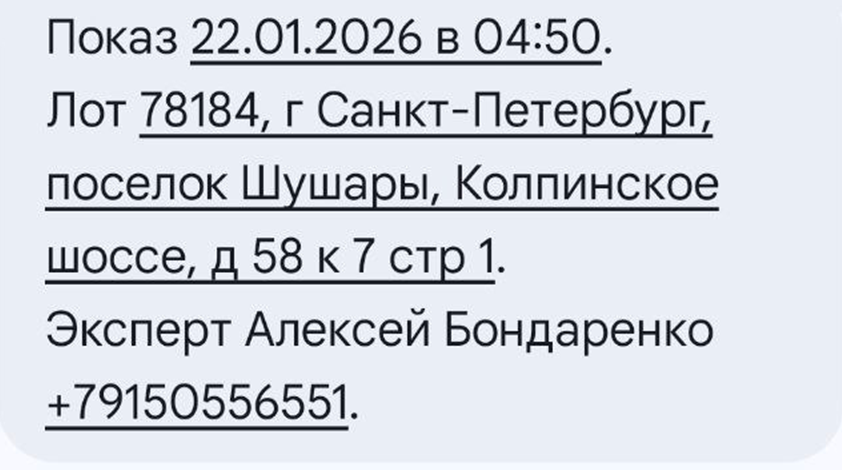 Показ 22.01.2026 в 04:50.
Лот 78184, г Санкт-Петербург,
поселок Шушары, Колпинское
шоссе, д 58 к 7 стр 1.
Эксперт Алексей Бондаренко
+79150556551.